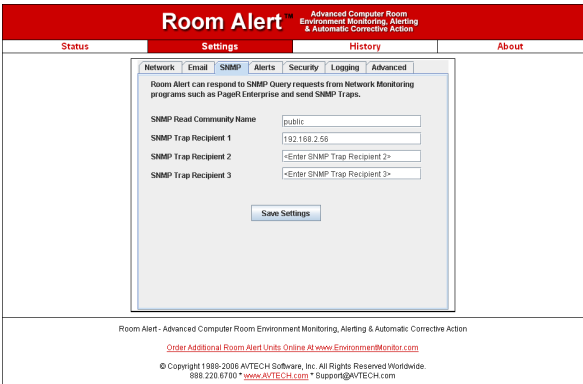 Room Alert™ Advanced Computer Room
Environment Monitoring, Alerting
& Automatic Corrective Action
Status Settings History About
Network Email SNMP Alerts Security Logging Advanced
Room Alert can respond to SNMP Query requests from Network Monitoring
programs such as PageR Enterprise and send SNMP Traps.
SNMP Read Community Name public
SNMP Trap Recipient 1 192.168.2.56
SNMP Trap Recipient 2 <Enter SNMP Trap Recipient 2>
SNMP Trap Recipient 3 <Enter SNMP Trap Recipient 3>
Save Settings
Room Alert - Advanced Computer Room Environment Monitoring, Alerting & Automatic Corrective Action
Order Additional Room Alert Units Online At www.EnvironmentMonitor.com
© Copyright 1988-2006 AVTECH Software, Inc. All Rights Reserved Worldwide.
888.220.6700 * www.AVTECH.com * Support@AVTECH.com